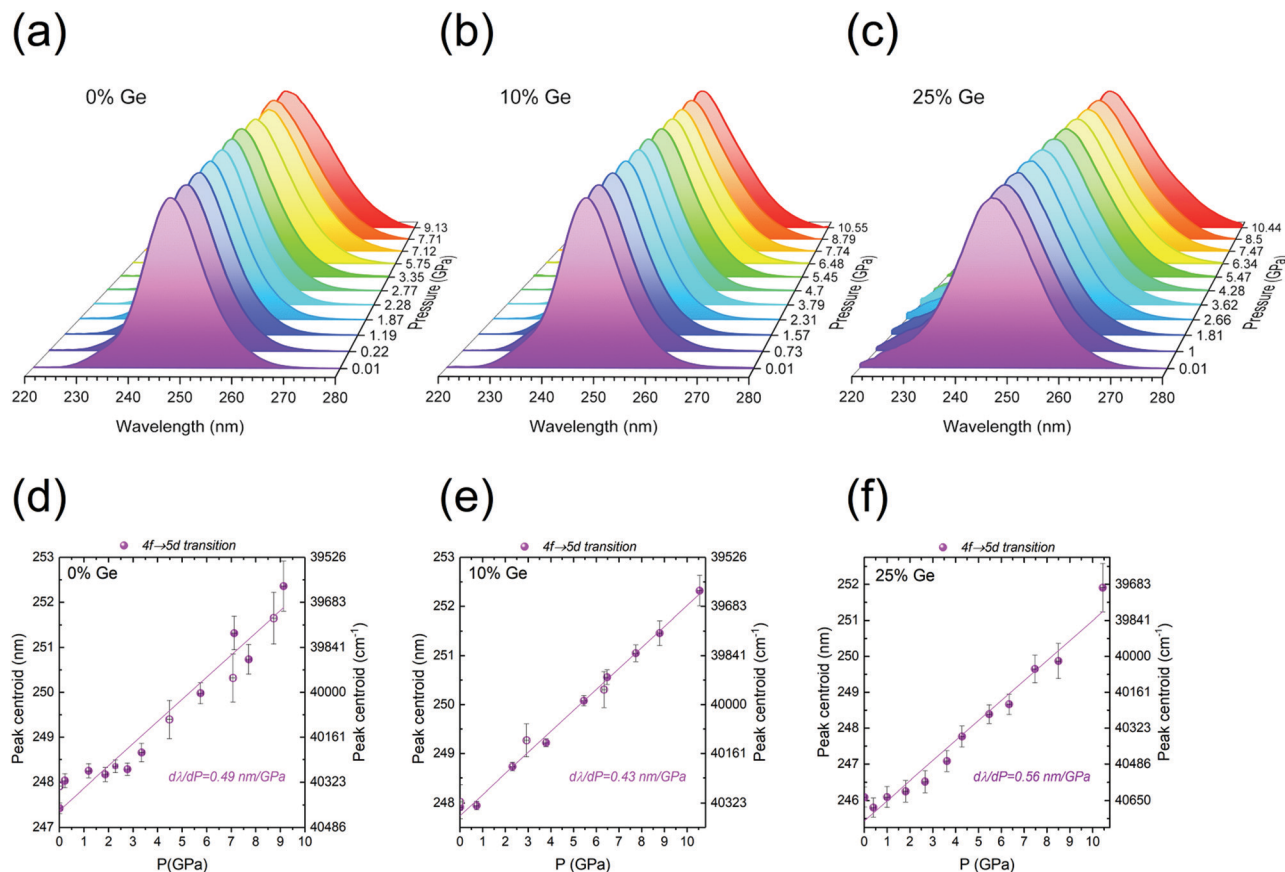 (a)
(b)
(c)
0% Ge
10% Ge
25% Ge
9.13
7.71
7.12
5.75
3.35
2.77
2.28
1.87
1.19
0.22
0.01
Pressure (GPa)
220 230 240 250 260 270 280
Wavelength (nm)
10.55
8.79
7.74
6.48
5.45
4.7
3.79
2.31
1.57
0.73
0.01
Pressure (GPa)
220 230 240 250 260 270 280
Wavelength (nm)
10.44
8.5
7.47
6.34
5.47
4.28
3.62
2.66
1.81
1
0.01
Pressure (GPa)
220 230 240 250 260 270 280
Wavelength (nm)
(d)
(e)
(f)
4f→5d transition
0% Ge
253
252
251
250
249
248
247
Peak centroid (nm)
39526
39683
39841
40000
40161
40323
40486
Peak centroid (cm⁻¹)
dλ/dP=0.49 nm/GPa
0 1 2 3 4 5 6 7 8 9 10
P(GPa)
4f→5d transition
10% Ge
253
252
251
250
249
248
Peak centroid (nm)
39526
39683
39841
40000
40161
40323
Peak centroid (cm⁻¹)
dλ/dP=0.43 nm/GPa
0 1 2 3 4 5 6 7 8 9 10
P (GPa)
4f→5d transition
25% Ge
252
251
250
249
248
247
246
Peak centroid (nm)
39683
39841
40000
40161
40323
40486
40650
Peak centroid (cm⁻¹)
dλ/dP=0.56 nm/GPa
0 1 2 3 4 5 6 7 8 9 10
P (GPa)